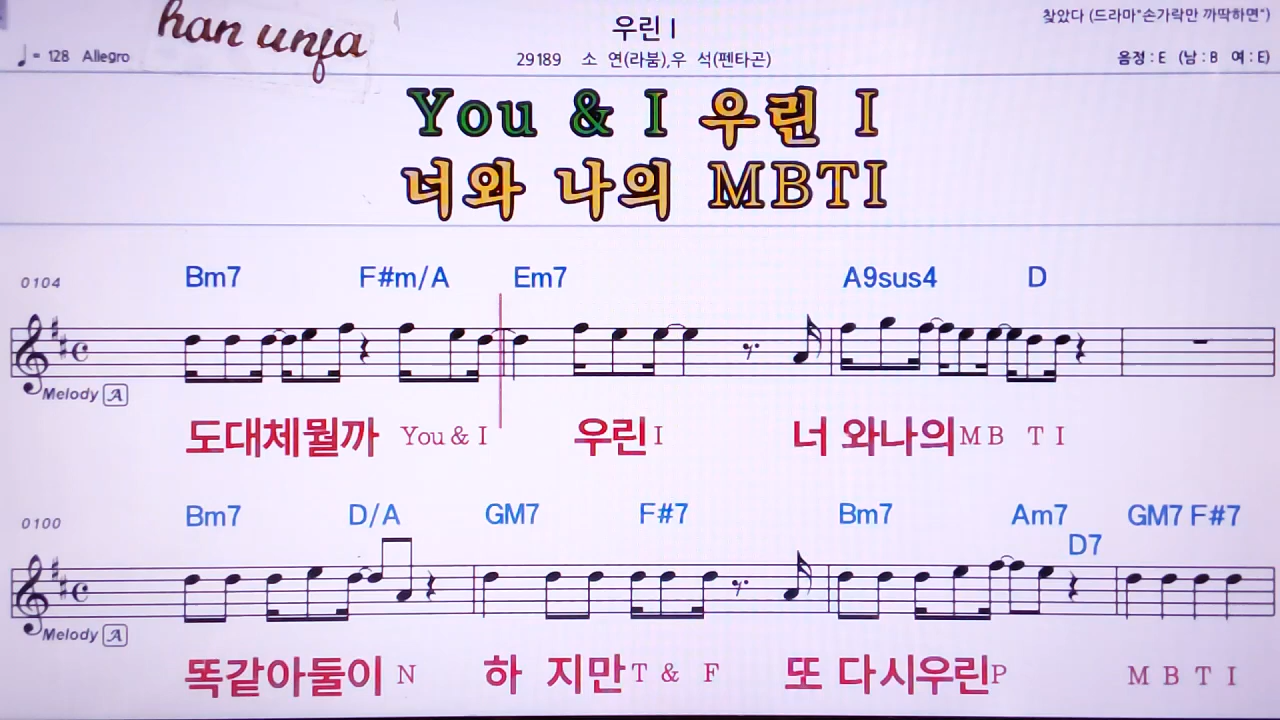 han unja
우린 I
찾았다 (드라마"손가락만 까딱하면")
♩= 128 Allegro
29189 소 연(라붐),우 석(펜타곤)
음정 : E (남 : B 여 : E)
You & I 우린 I
너와 나의 MBTI
0104 Bm7 F#m/A Em7 A9sus4 D
Melody A
도대체뭘까 You & I 우린 I 너 와나의 M B T I
0100 Bm7 D/A GM7 F#7 Bm7 Am7 D7 GM7 F#7
Melody A
똑같아둘이 N 하 지만 T & F 또 다시우린 P M B T I